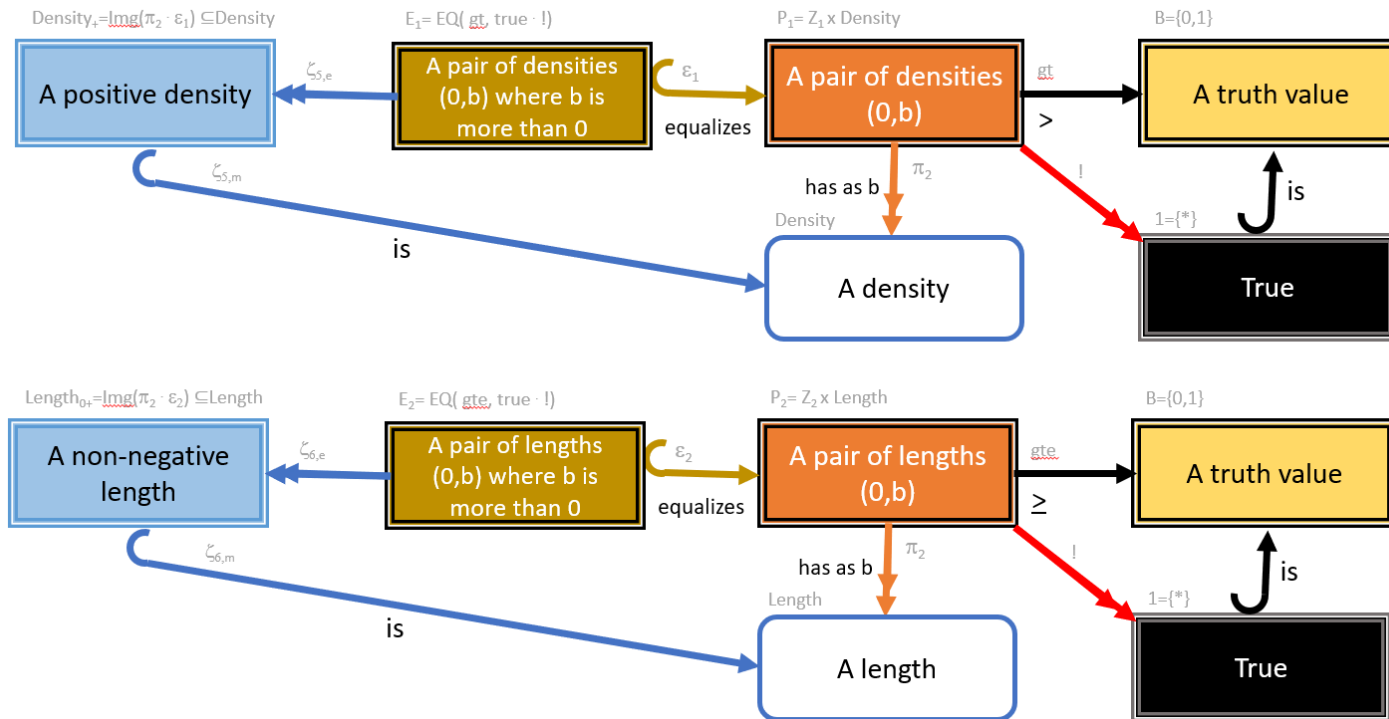 Density₊=Img(π₂ · ε₁) ⊆Density
E₁= EQ( gt, true · !)
P₁= Z₁ x Density
B={0,1}
A positive density
ζ₅,ₑ
A pair of densities
(0,b) where b is
more than 0
ε₁
equalizes
A pair of densities
(0,b)
gt
>
A truth value
ζ₅,ₘ
is
has as b
π₂
!
is
Density
A density
1={*}
True
Length₀₊=Img(π₂ · ε₂) ⊆Length
E₂= EQ( gte, true · !)
P₂= Z₂ x Length
B={0,1}
A non-negative
length
ζ₆,ₑ
A pair of lengths
(0,b) where b is
more than 0
ε₂
equalizes
A pair of lengths
(0,b)
gte
≥
A truth value
ζ₆,ₘ
is
has as b
π₂
!
is
Length
A length
1={*}
True